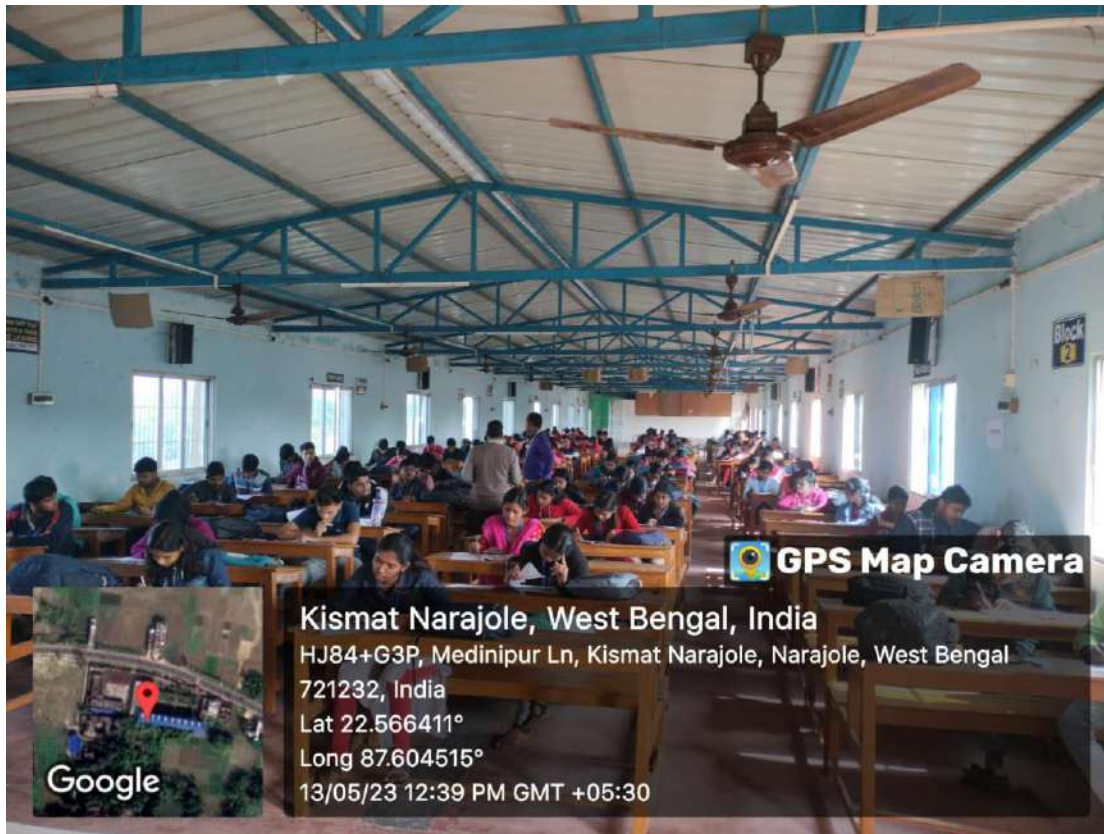 Block
2
GPS Map Camera
Kismat Narajole, West Bengal, India
HJ84+G3P, Medinipur Ln, Kismat Narajole, Narajole, West Bengal
721232, India
Lat 22.566411°
Long 87.604515°
13/05/23 12:39 PM GMT +05:30
Google